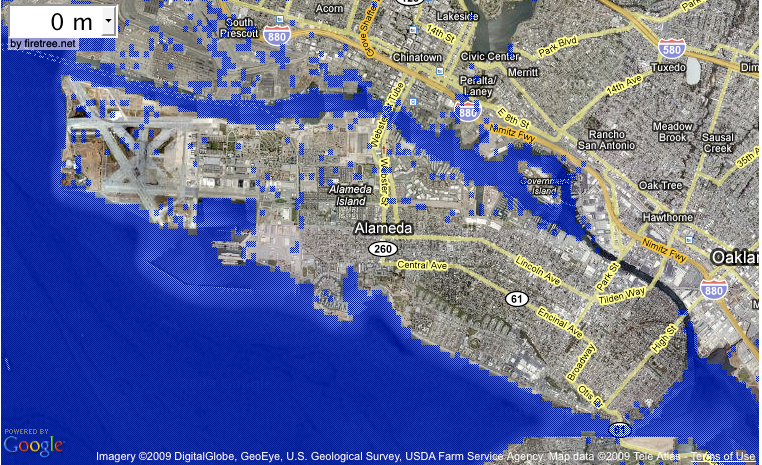 0 m
by firetree.net
Acorn
South
Prescott
880
Lakeside
14th St
Chinatown
Civic Center
Peralta/
Laney
Merritt
Park Blvd
580
Tuxedo
14th Ave
880
E 8th St
Nimitz Fwy
Rancho
San Antonio
Meadow
Brook
Sausal
Creek
Webster St
Alameda
Island
Island
Oak Tree
Hawthorne
Alameda
260
Nimitz Fwy
Central Ave
Lincoln Ave
Park St
880
61
Tilden Way
Encinal Ave
High St
Broadway
Otis Dr
POWERED BY
Google
Imagery ©2009 DigitalGlobe, GeoEye, U.S. Geological Survey, USDA Farm Service Agency, Map data ©2009 Tele Atlas - Terms of Use